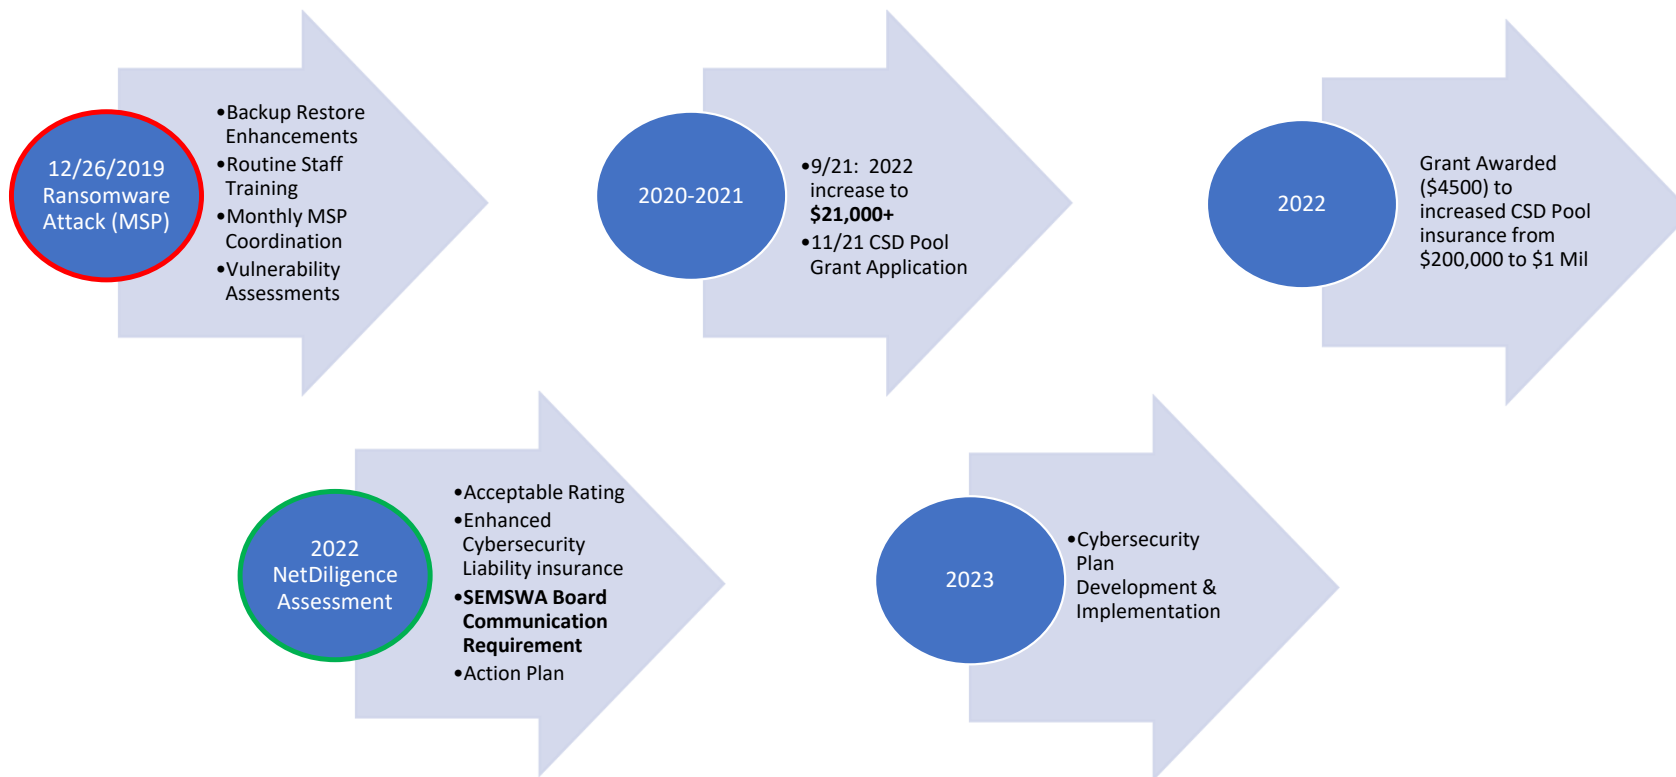 12/26/2019
Ransomware
Attack (MSP)
•Backup Restore
Enhancements
•Routine Staff
Training
•Monthly MSP
Coordination
•Vulnerability
Assessments
2020-2021
•9/21:  2022
increase to
$21,000+
•11/21 CSD Pool
Grant Application
2022
Grant Awarded
($4500) to
increased CSD Pool
insurance from
$200,000 to $1 Mil
2022
NetDiligence
Assessment
•Acceptable Rating
•Enhanced
Cybersecurity
Liability insurance
•SEMSWA Board
Communication
Requirement
•Action Plan
2023
•Cybersecurity
Plan
Development &
Implementation